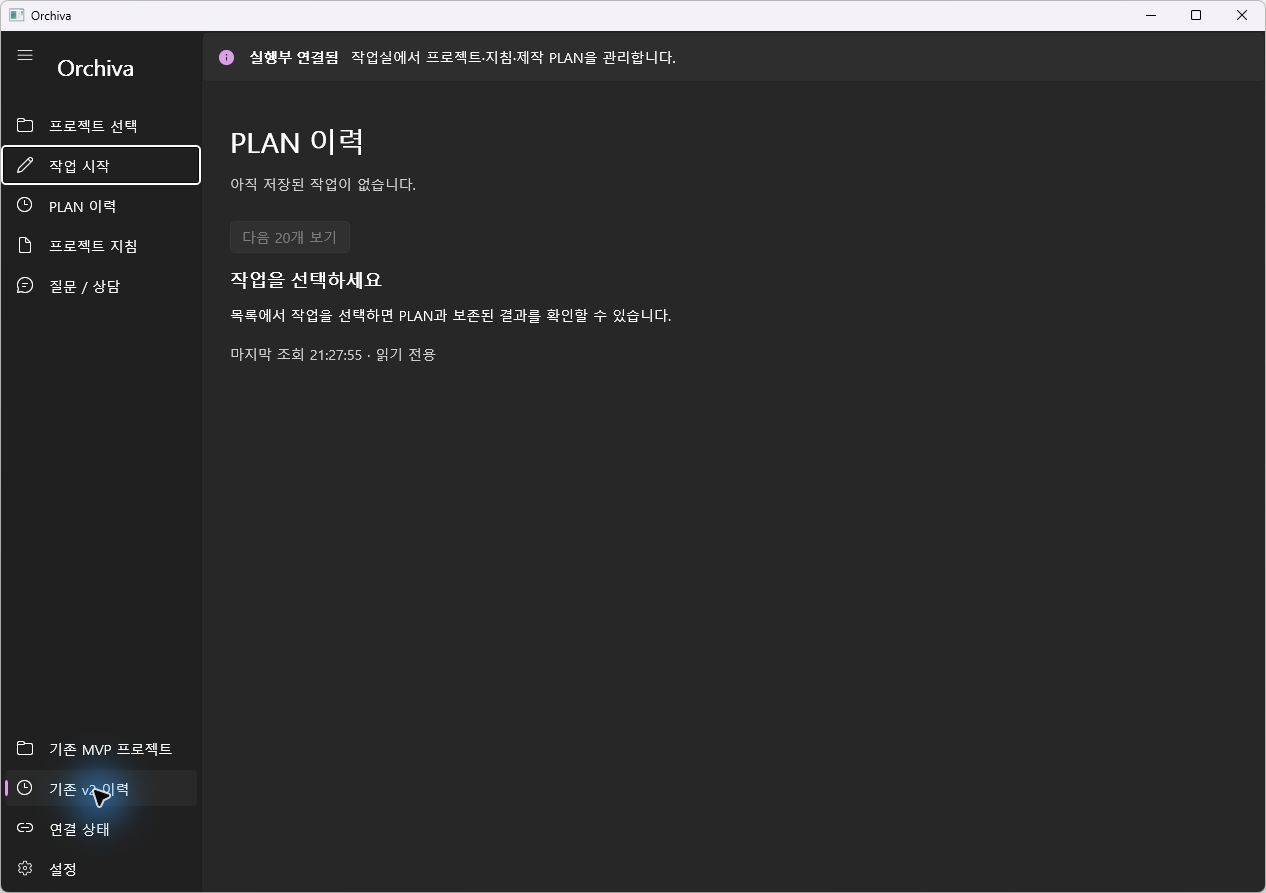 Orchiva
Orchiva
프로젝트 선택
작업 시작
PLAN 이력
프로젝트 지침
질문 / 상담
기존 MVP 프로젝트
기존 v2 이력
연결 상태
설정
실행부 연결됨 작업실에서 프로젝트·지침·제작 PLAN을 관리합니다.
PLAN 이력
아직 저장된 작업이 없습니다.
다음 20개 보기
작업을 선택하세요
목록에서 작업을 선택하면 PLAN과 보존된 결과를 확인할 수 있습니다.
마지막 조회 21:27:55 · 읽기 전용